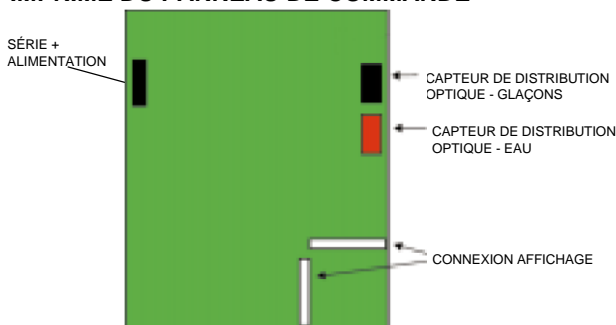 SÉRIE +
ALIMENTATION
CAPTEUR DE DISTRIBUTION
OPTIQUE - GLAÇONS
CAPTEUR DE DISTRIBUTION
OPTIQUE - EAU
CONNEXION AFFICHAGE